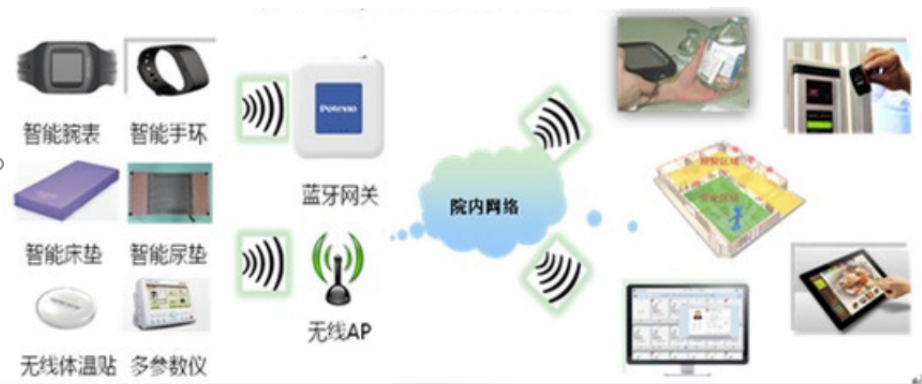 智能腕表
智能手环
蓝牙网关
院内网络
智能床垫
智能尿垫
无线AP
无线体温贴
多参数仪